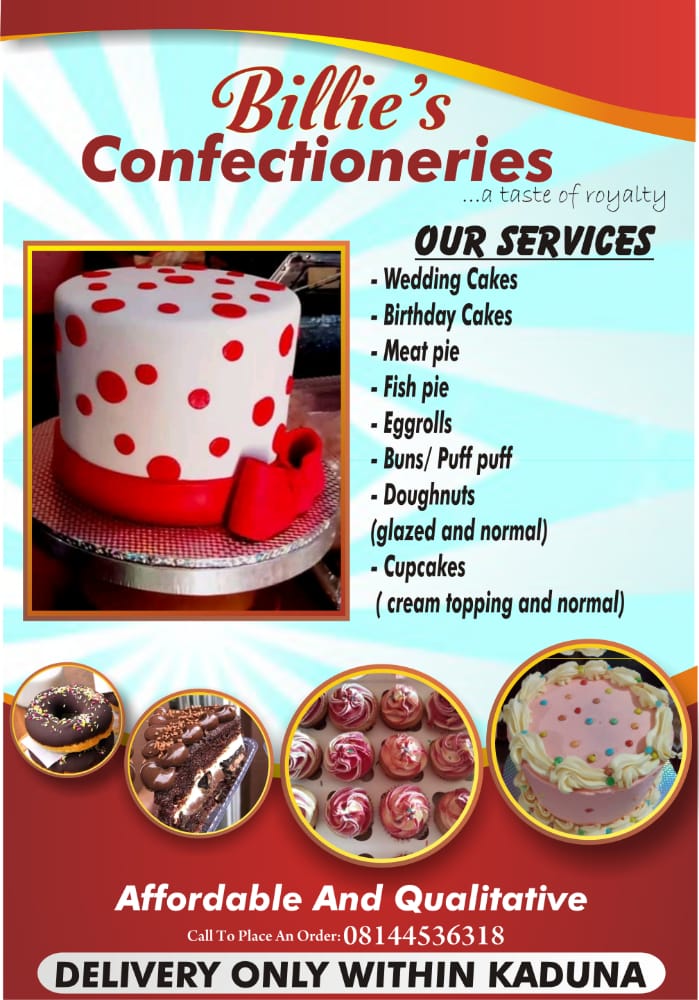 Billie's
Confectioneries
...a taste of royalty
OUR SERVICES
- Wedding Cakes
- Birthday Cakes
- Meat pie
- Fish pie
- Eggrolls
- Buns/ Puff puff
- Doughnuts
(glazed and normal)
- Cupcakes
( cream topping and normal)
Affordable And Qualitative
Call To Place An Order: 08144536318
DELIVERY ONLY WITHIN KADUNA